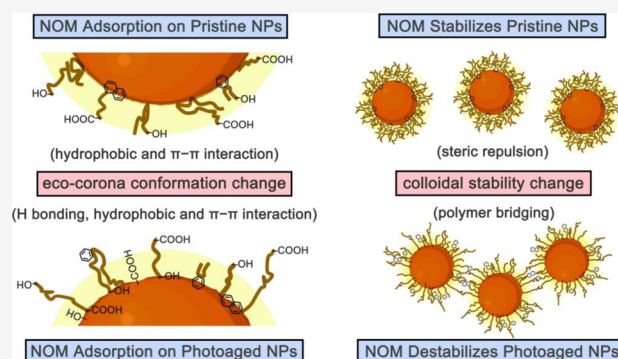 NOM Adsorption on Pristine NPs
COOH
HO
HOOC
OH
OH
COOH
(hydrophobic and π−π interaction)
eco-corona conformation change
(H bonding, hydrophobic and π−π interaction)
COOH
COOH
HOOC
HO
OH
OH
HO
COOH
NOM Adsorption on Photoaged NPs
NOM Stabilizes Pristine NPs
(steric repulsion)
colloidal stability change
(polymer bridging)
NOM Destabilizes Photoaged NPs